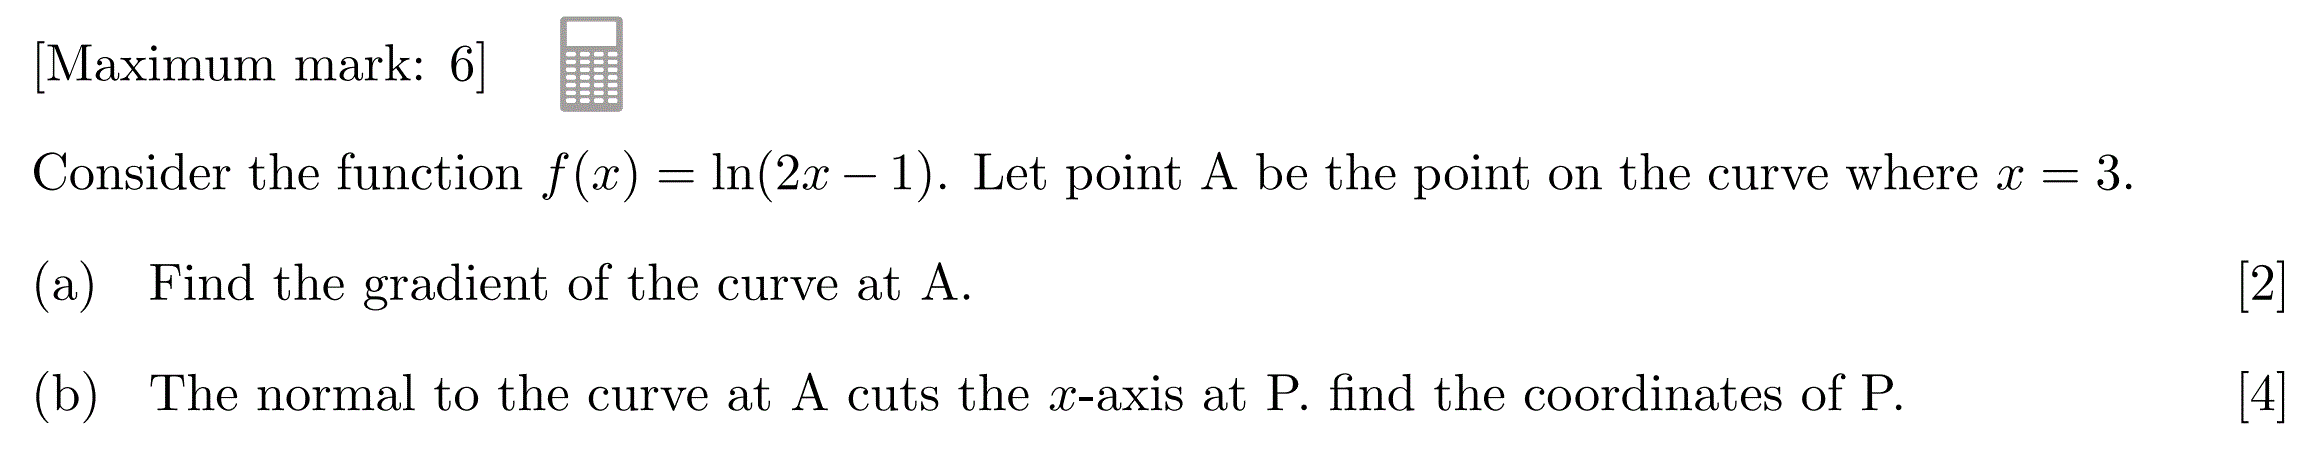 [Maximum mark: 6]
Consider the function f(x) = ln(2x − 1). Let point A be the point on the curve where x = 3.
(a) Find the gradient of the curve at A. [2]
(b) The normal to the curve at A cuts the x-axis at P. find the coordinates of P. [4]